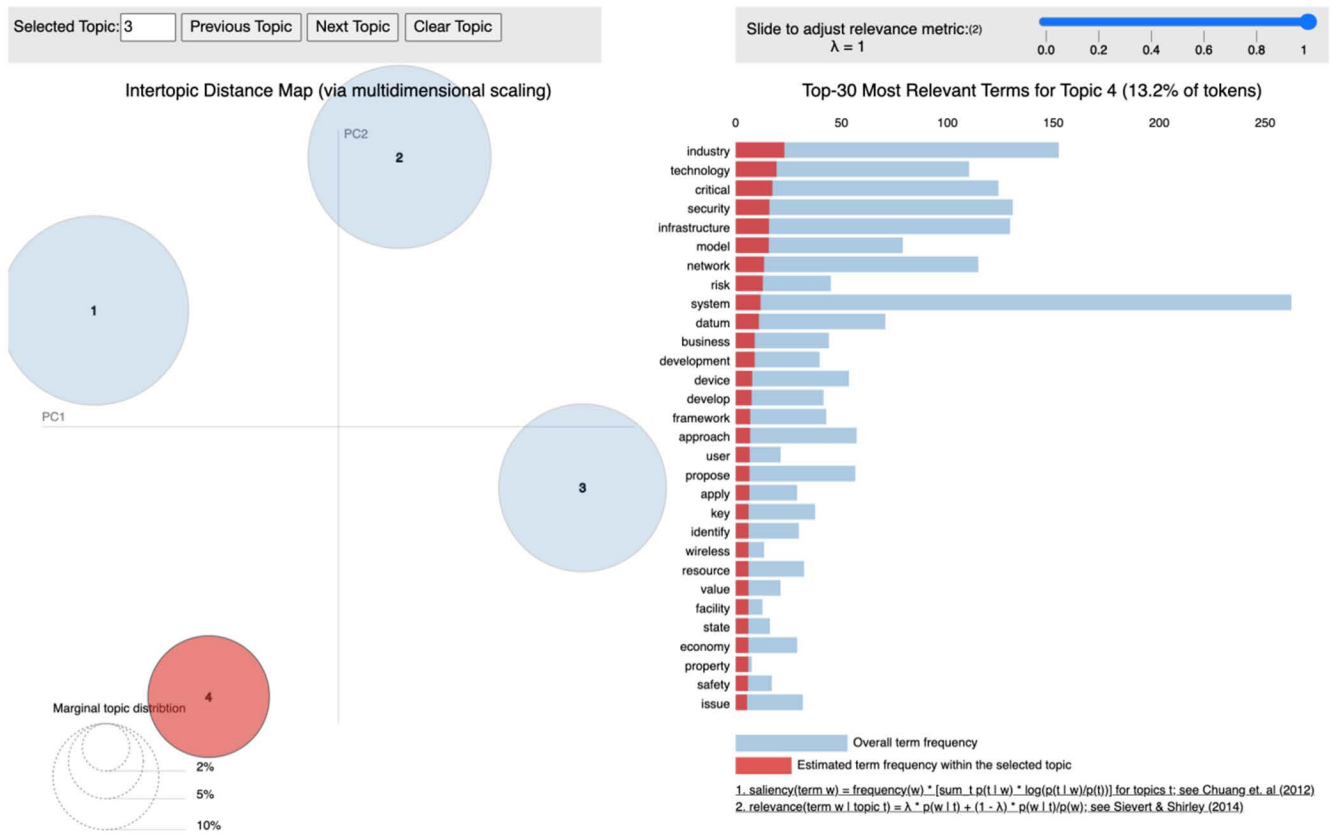 Selected Topic: 3 Previous Topic Next Topic Clear Topic
Slide to adjust relevance metric:(2)
λ = 1
0.0 0.2 0.4 0.6 0.8 1
Intertopic Distance Map (via multidimensional scaling)
PC2
2
1
PC1
3
4
Marginal topic distribtion
2%
5%
10%
Top-30 Most Relevant Terms for Topic 4 (13.2% of tokens)
0 50 100 150 200 250
industry
technology
critical
security
infrastructure
model
network
risk
system
datum
business
development
device
develop
framework
approach
user
propose
apply
key
identify
wireless
resource
value
facility
state
economy
property
safety
issue
Overall term frequency
Estimated term frequency within the selected topic
1. saliency(term w) = frequency(w) * [sum_t p(t | w) * log(p(t | w)/p(t))] for topics t; see Chuang et. al (2012)
2. relevance(term w | topic t) = λ * p(w | t) + (1 - λ) * p(w | t)/p(w); see Sievert & Shirley (2014)